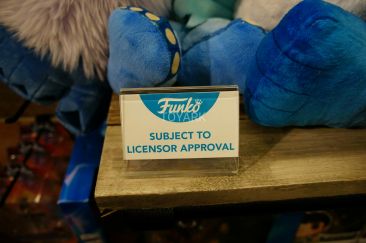 Funko
TOYARK
SUBJECT TO
LICENSOR APPROVAL